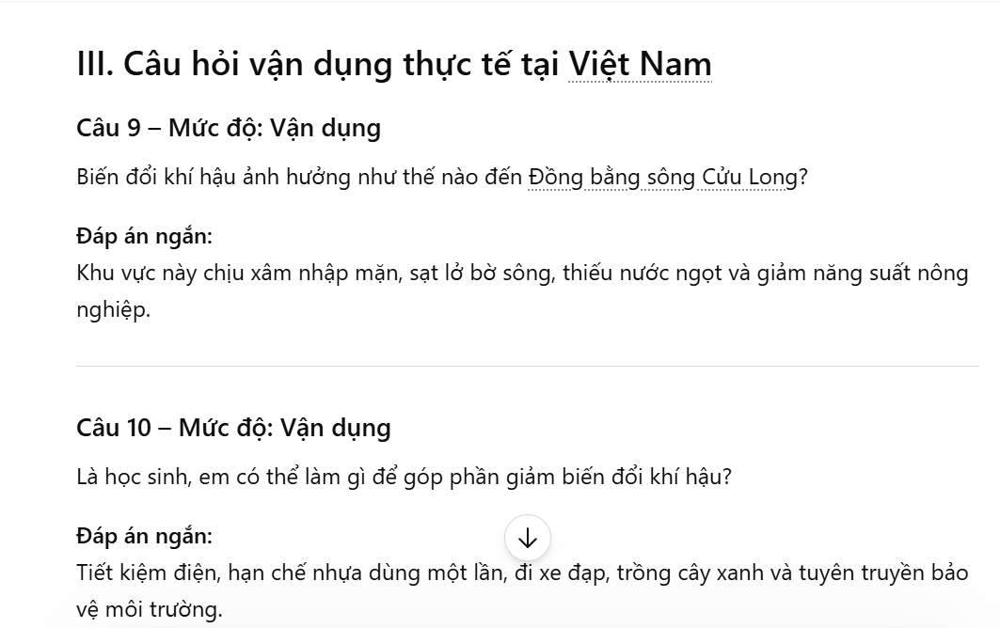 III. Câu hỏi vận dụng thực tế tại Việt Nam
Câu 9 – Mức độ: Vận dụng
Biến đổi khí hậu ảnh hưởng như thế nào đến Đồng bằng sông Cửu Long?
Đáp án ngắn:
Khu vực này chịu xâm nhập mặn, sạt lở bờ sông, thiếu nước ngọt và giảm năng suất nông
nghiệp.
Câu 10 – Mức độ: Vận dụng
Là học sinh, em có thể làm gì để góp phần giảm biến đổi khí hậu?
Đáp án ngắn:
Tiết kiệm điện, hạn chế nhựa dùng một lần, đi xe đạp, trồng cây xanh và tuyên truyền bảo
vệ môi trường.